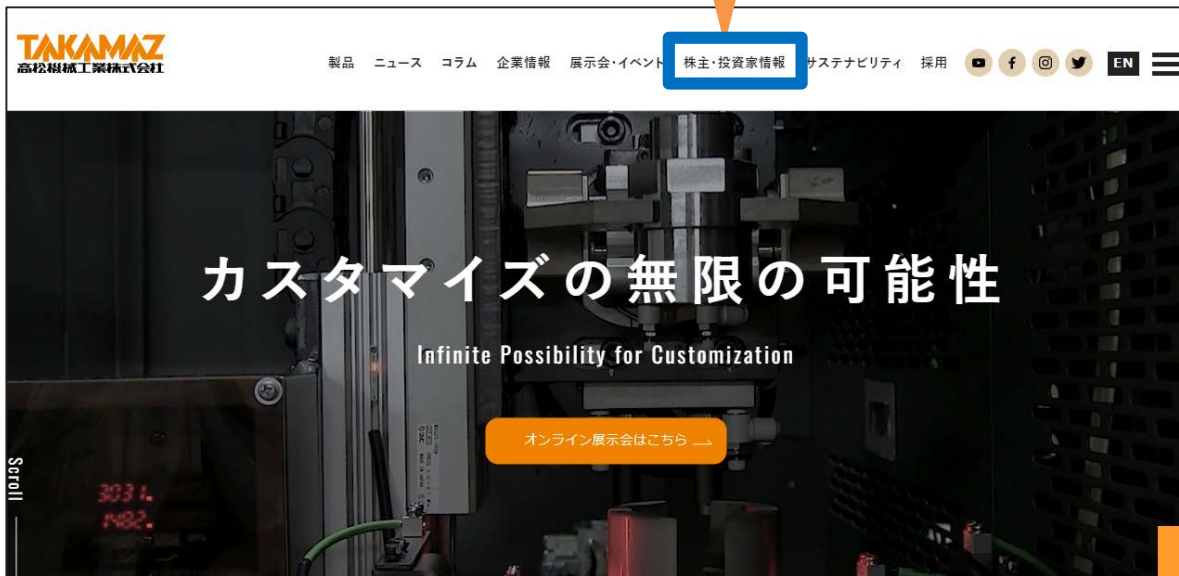 TAKAMAZ
高松機械工業株式会社
製品 ニュース コラム 企業情報 展示会・イベント 株主・投資家情報 サステナビリティ 採用 EN
カスタマイズの無限の可能性
Infinite Possibility for Customization
オンライン展示会はこちら
Scroll
3031.
1482.